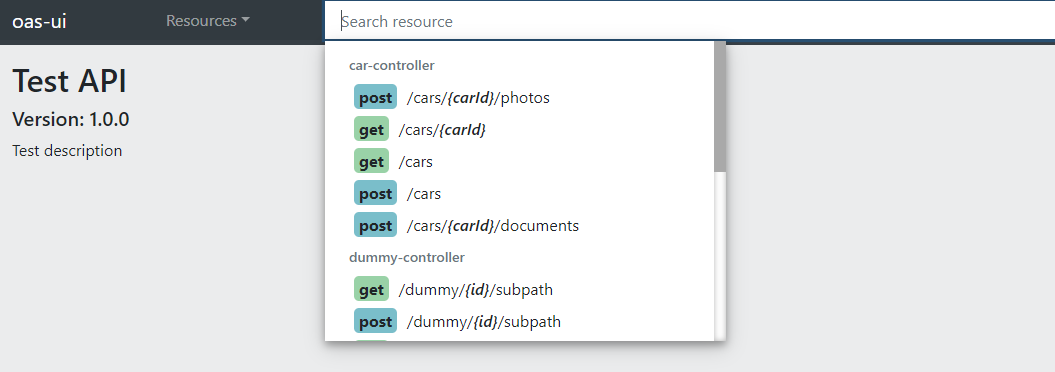 oas-ui Resources Search resource
Test API
Version: 1.0.0
Test description
car-controller
post /cars/{carId}/photos
get /cars/{carId}
get /cars
post /cars
post /cars/{carId}/documents
dummy-controller
get /dummy/{id}/subpath
post /dummy/{id}/subpath